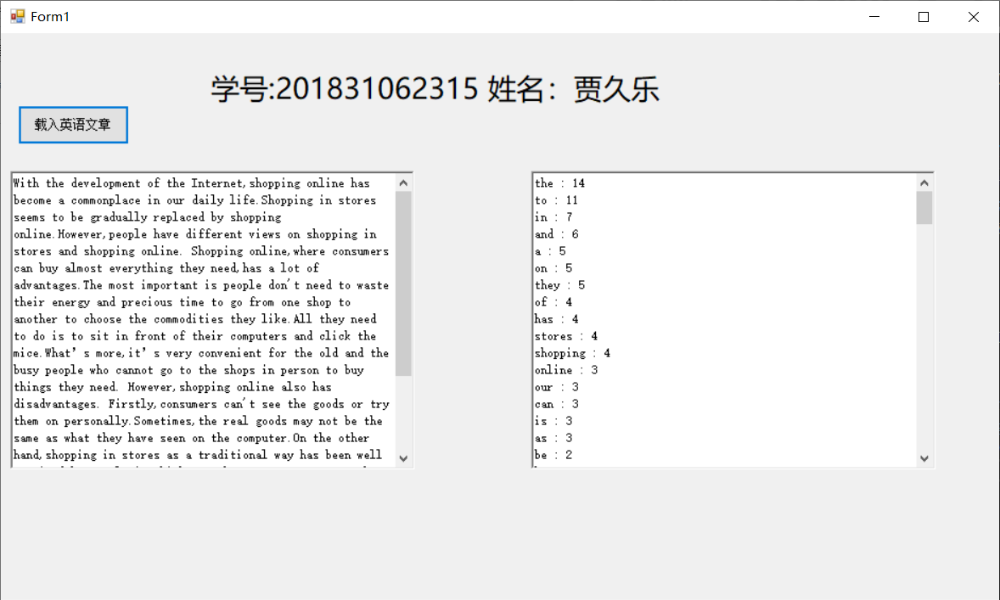 Form1
学号:201831062315 姓名：贾久乐
载入英语文章
With the development of the Internet,shopping online has
become a commonplace in our daily life.Shopping in stores
seems to be gradually replaced by shopping
online.However,people have different views on shopping in
stores and shopping online. Shopping online,where consumers
can buy almost everything they need,has a lot of
advantages.The most important is people don't need to waste
their energy and precious time to go from one shop to
another to choose the commodities they like.All they need
to do is to sit in front of their computers and click the
mice.What’s more,it’s very convenient for the old and the
busy people who cannot go to the shops in person to buy
things they need. However,shopping online also has
disadvantages. Firstly,consumers can't see the goods or try
them on personally.Sometimes,the real goods may not be the
same as what they have seen on the computer.On the other
hand,shopping in stores as a traditional way has been well
the : 14
to : 11
in : 7
and : 6
a : 5
on : 5
they : 5
of : 4
has : 4
stores : 4
shopping : 4
online : 3
our : 3
can : 3
is : 3
as : 3
be : 2